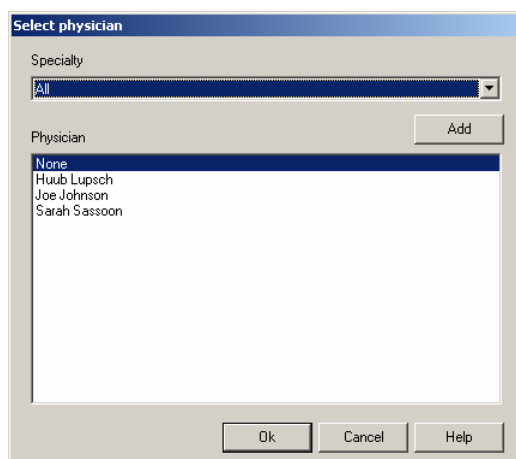 Select physician
Specialty
All
Add
Physician
None
Huub Lupsch
Joe Johnson
Sarah Sassoon
Ok Cancel Help